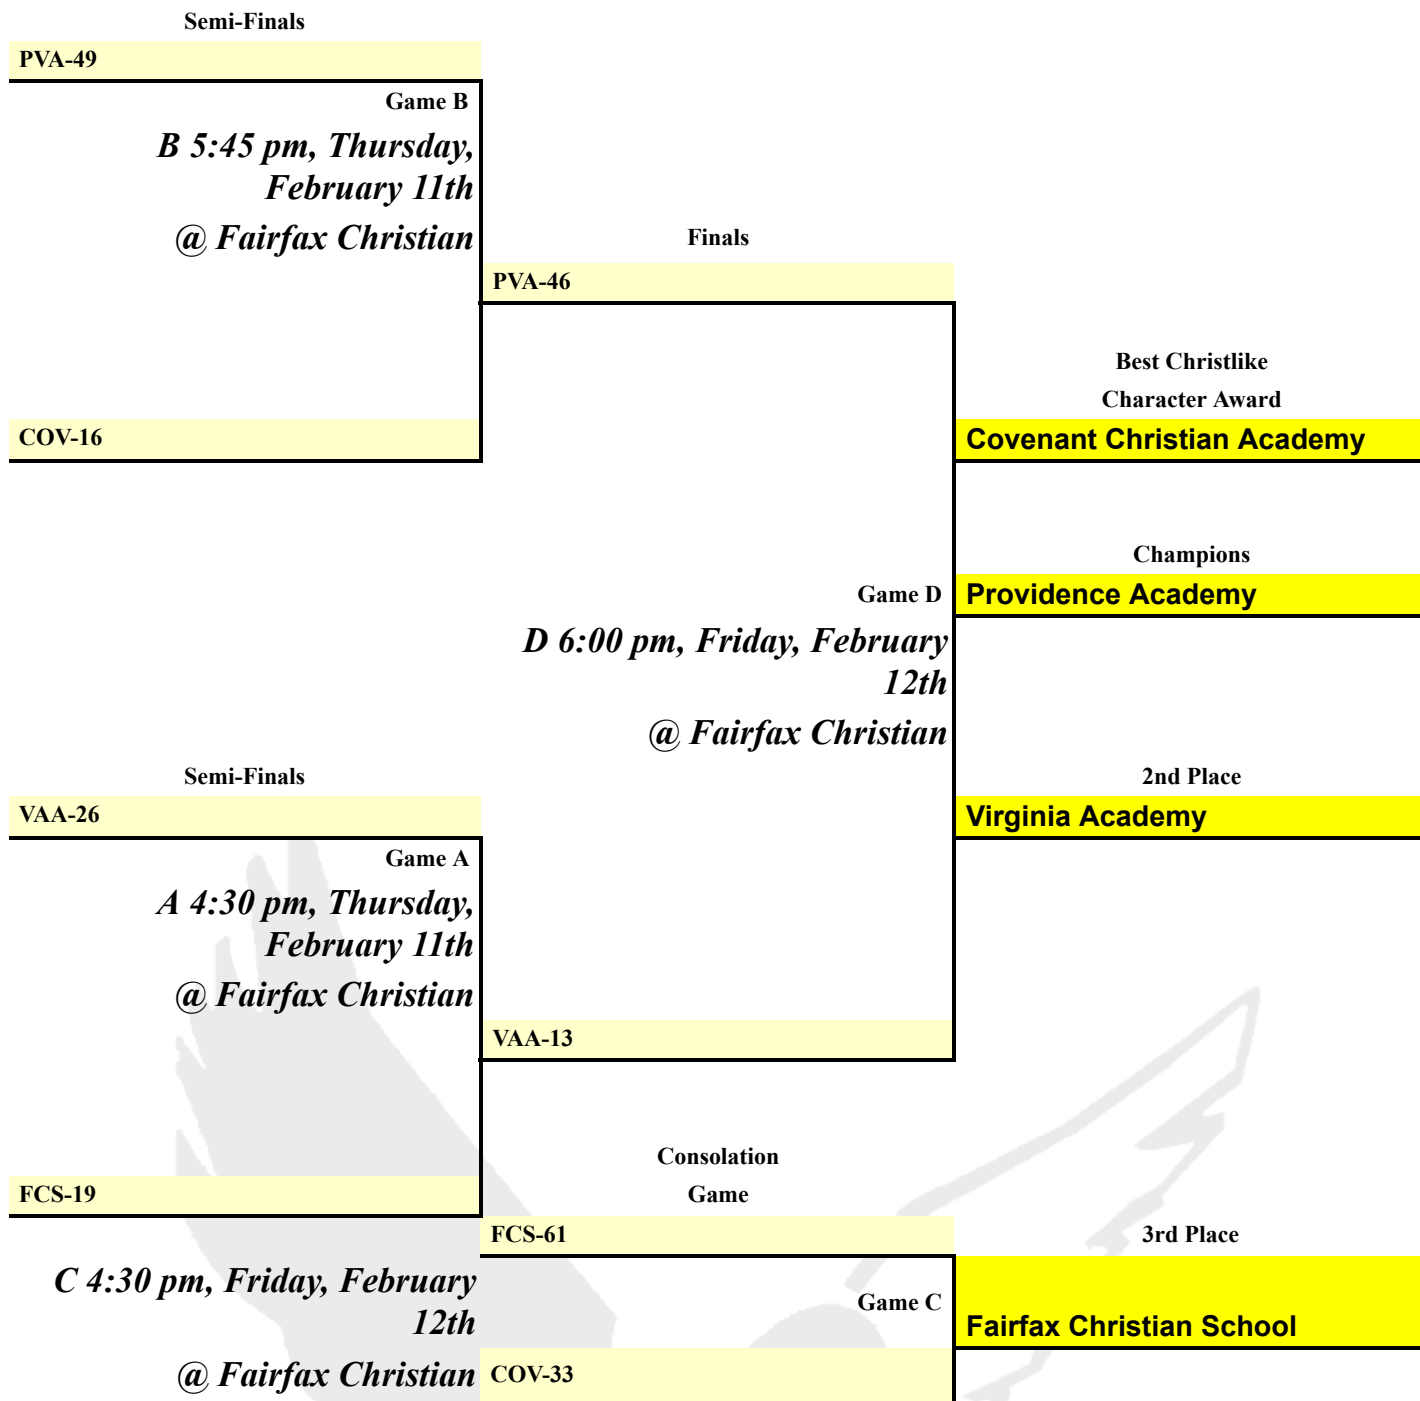 Semi-Finals
PVA-49
Game B
B 5:45 pm, Thursday,
February 11th
@ Fairfax Christian
Finals
PVA-46
Best Christlike
Character Award
COV-16
Covenant Christian Academy
Champions
Game D
Providence Academy
D 6:00 pm, Friday, February
12th
@ Fairfax Christian
Semi-Finals
2nd Place
VAA-26
Virginia Academy
Game A
A 4:30 pm, Thursday,
February 11th
@ Fairfax Christian
VAA-13
Consolation
Game
FCS-19
FCS-61
3rd Place
C 4:30 pm, Friday, February
12th
Game C
Fairfax Christian School
@ Fairfax Christian
COV-33